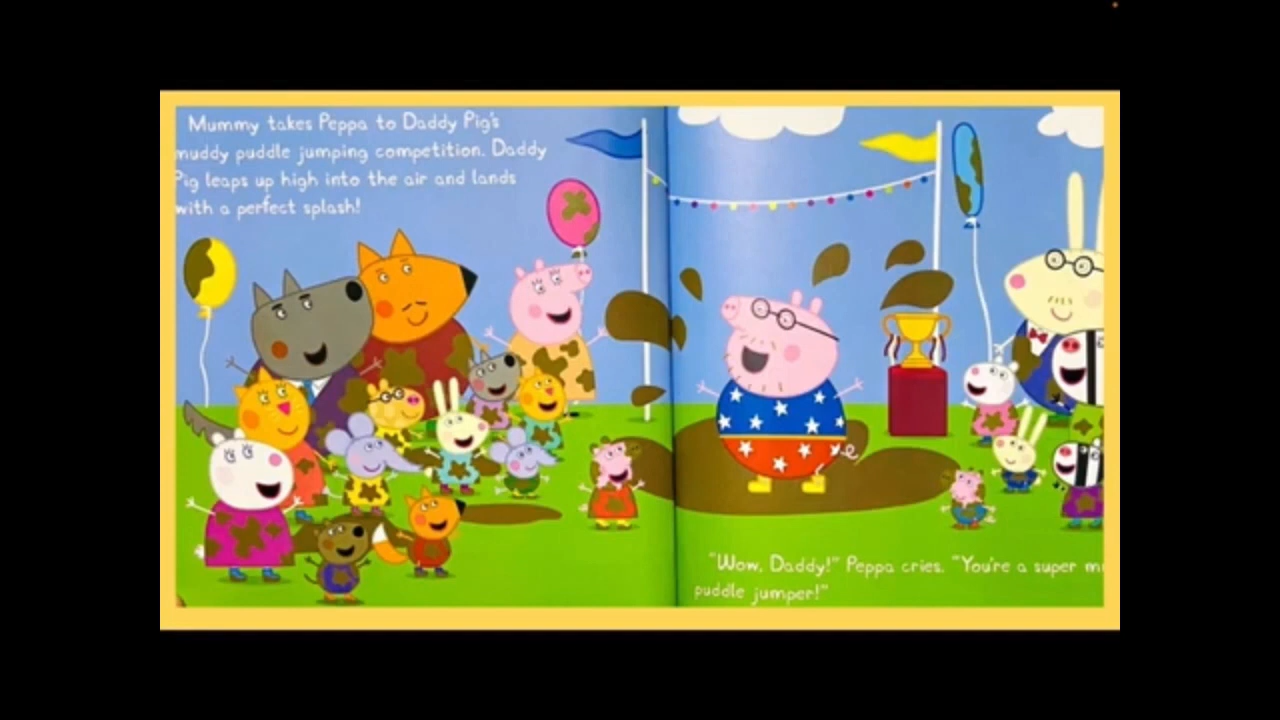 Mummy takes Peppa to Daddy Pig's
muddy puddle jumping competition. Daddy
Pig leaps up high into the air and lands
with a perfect splash!
"Wow, Daddy!" Peppa cries. "You're a super
puddle jumper!"